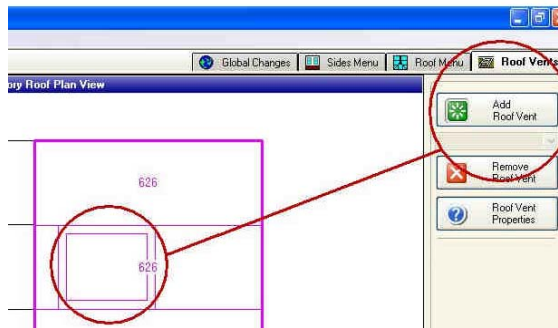 Global Changes
Sides Menu
Roof Menu
Roof Vents
ory Roof Plan View
Add
Roof Vent
Remove
Roof Vent
Roof Vent
Properties
626
626